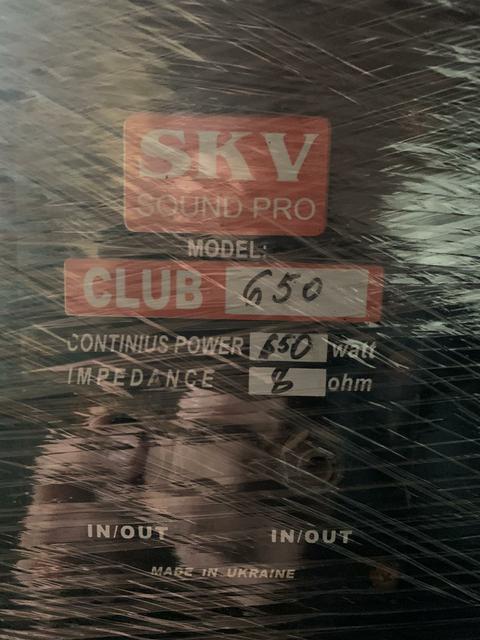 SKV
SOUND PRO
MODEL:
CLUB 650
CONTINIUS POWER 650 watt
IMPEDANCE 8 ohm
IN/OUT IN/OUT
MADE IN UKRAINE